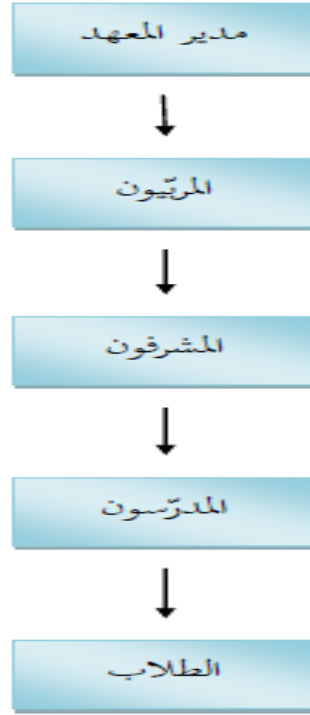 مدير المعهد
المربّيون
المشرفون
المدرّسون
الطلاب